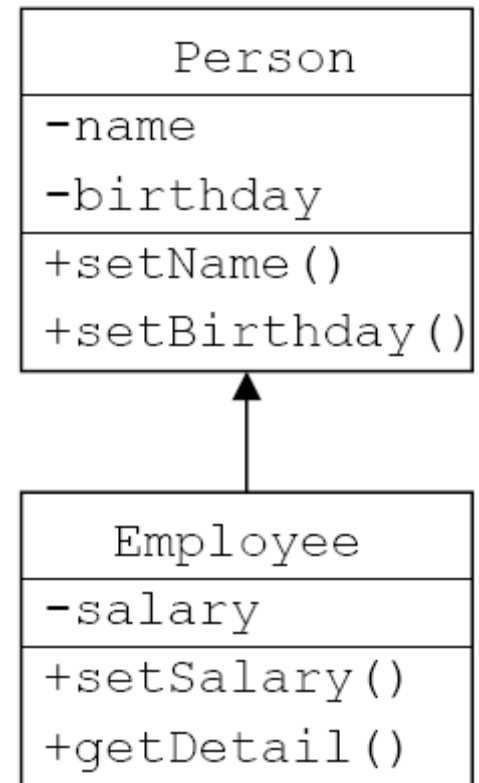 Person
-name
-birthday
+setName()
+setBirthday()
Employee
-salary
+setSalary()
+getDetail()